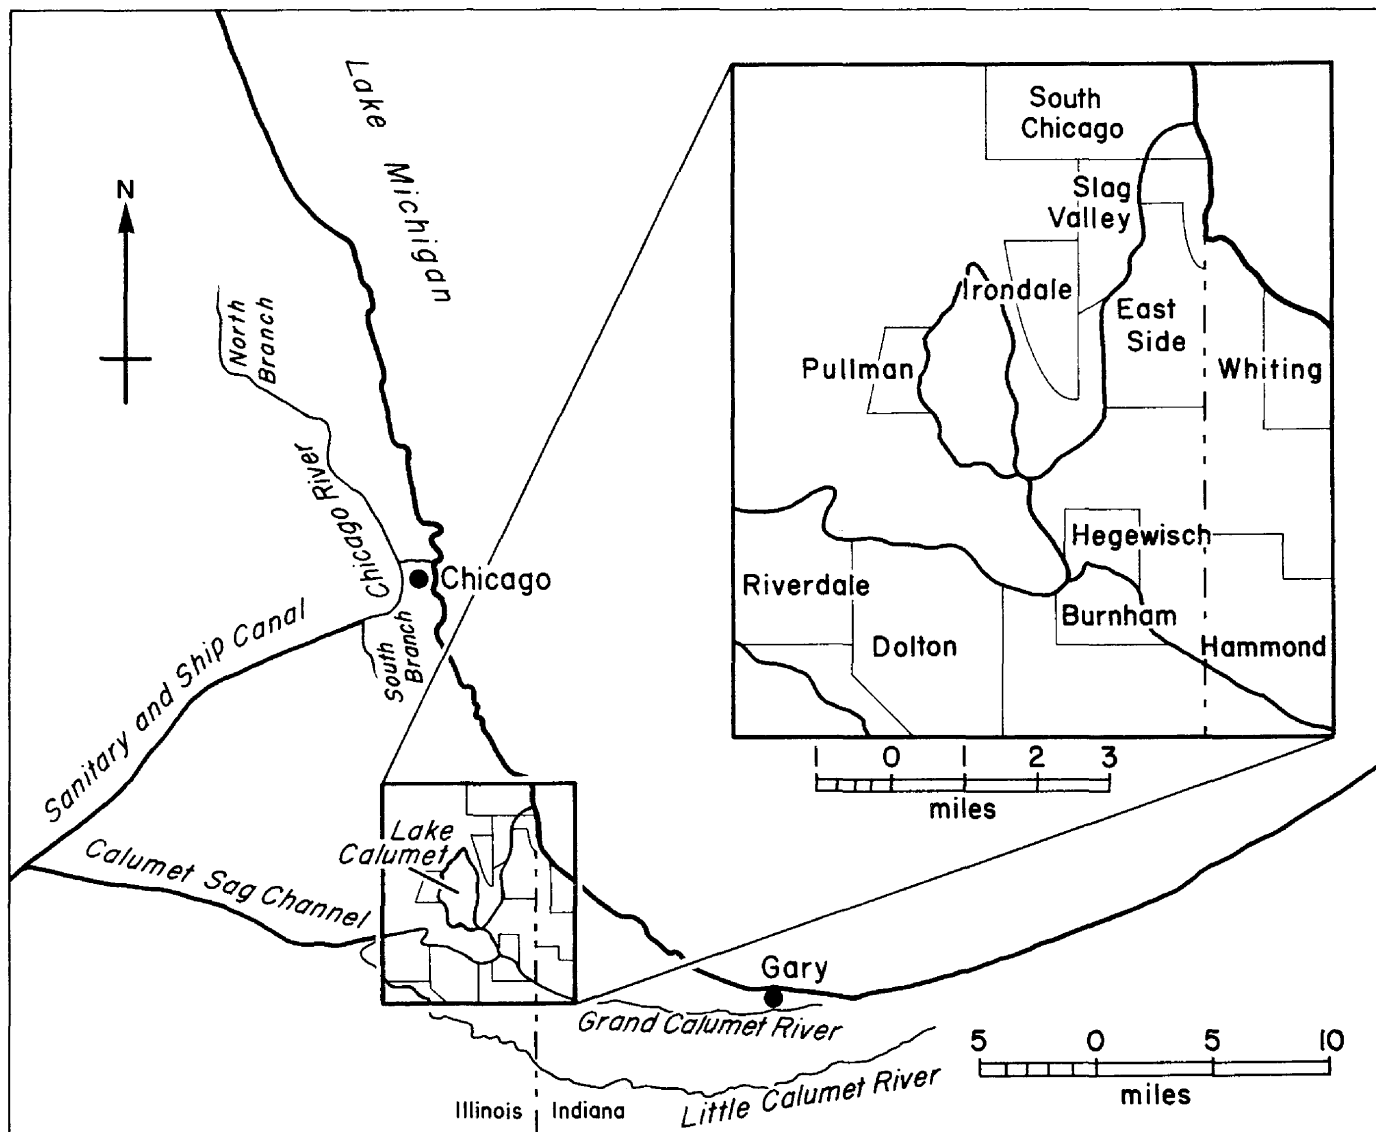 Lake Michigan
N
North
Branch
Chicago River
Chicago
South
Branch
Sanitary and Ship Canal
Calumet Sag Channel
Lake
Calumet
Gary
Grand Calumet River
Little Calumet River
Illinois
Indiana
5 0 5 10
miles
South
Chicago
Slag
Valley
Irondale
East
Side
Pullman
Whiting
Hegewisch
Riverdale
Burnham
Dolton
Hammond
1 0 1 2 3
miles